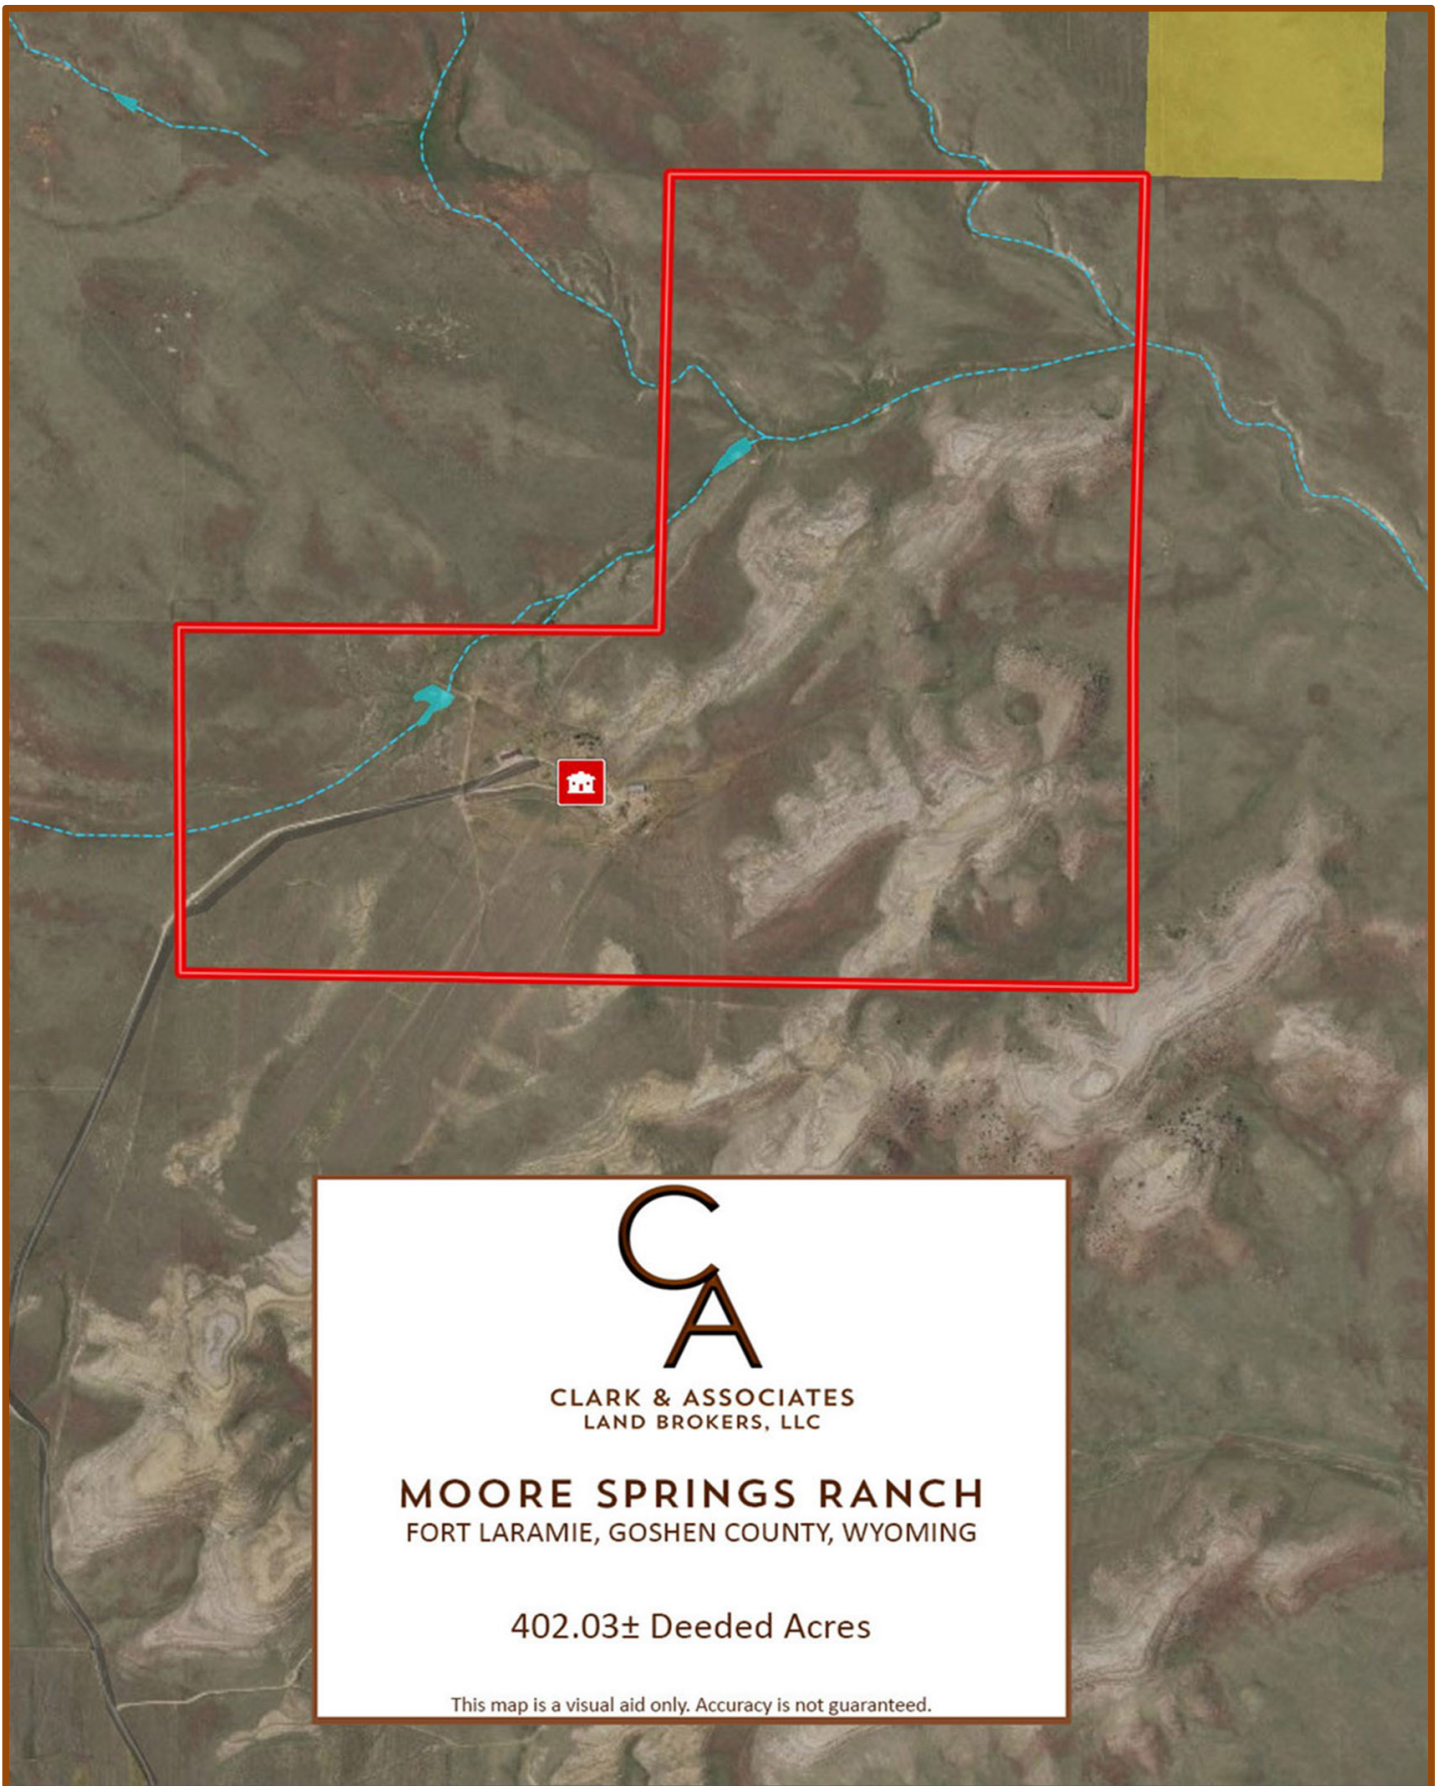 CA
CLARK & ASSOCIATES
LAND BROKERS, LLC
MOORE SPRINGS RANCH
FORT LARAMIE, GOSHEN COUNTY, WYOMING
402.03± Deeded Acres
This map is a visual aid only. Accuracy is not guaranteed.